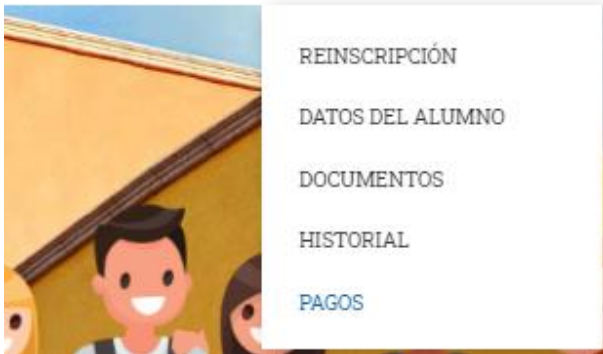 REINSCRIPCIÓN
DATOS DEL ALUMNO
DOCUMENTOS
HISTORIAL
PAGOS